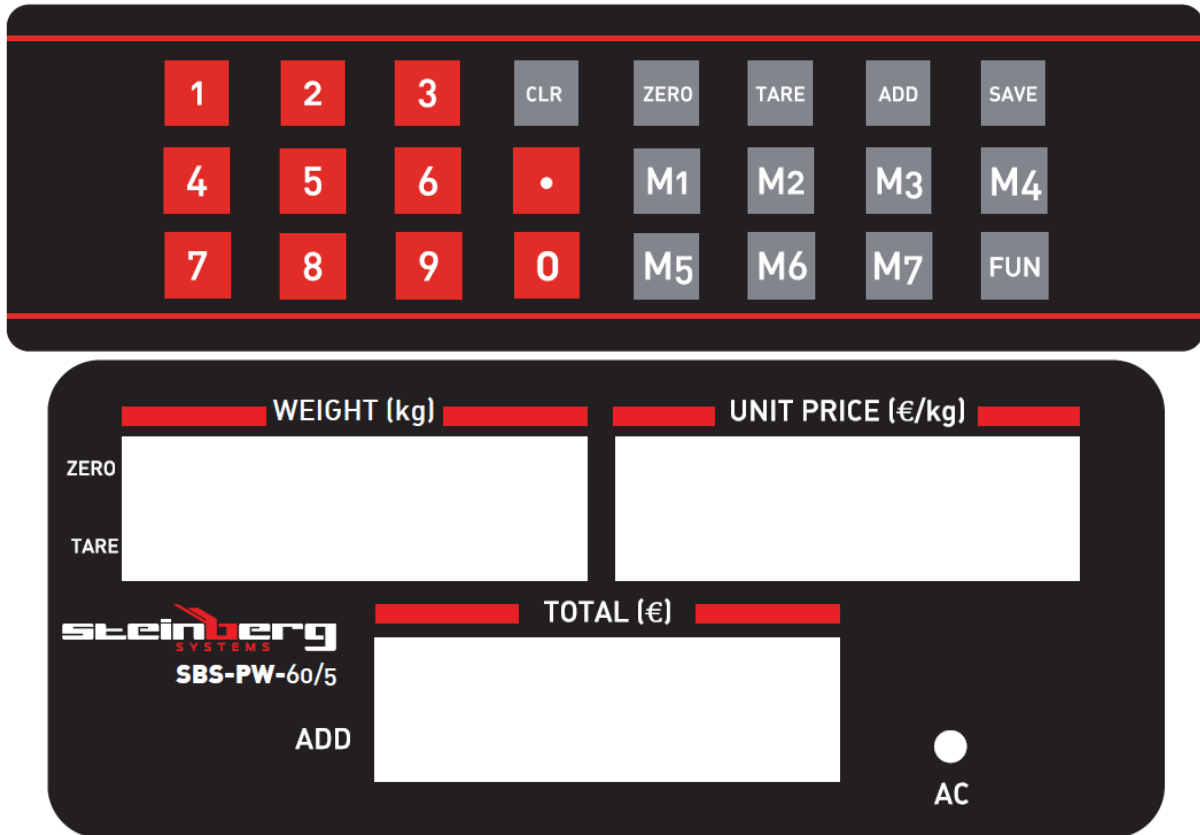 1 2 3 CLR ZERO TARE ADD SAVE
4 5 6 • M1 M2 M3 M4
7 8 9 0 M5 M6 M7 FUN
WEIGHT (kg) UNIT PRICE (€/kg)
ZERO
TARE
TOTAL (€)
steinberg
SYSTEMS
SBS-PW-60/5
ADD
AC